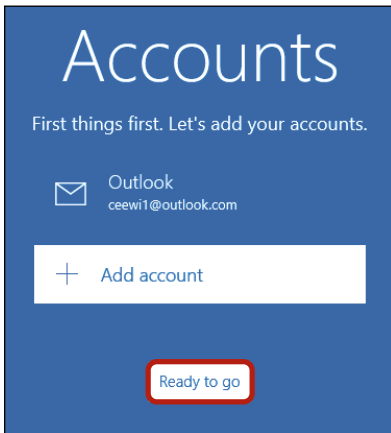 Accounts
First things first. Let's add your accounts.
Outlook
ceewi1@outlook.com
Add account
Ready to go